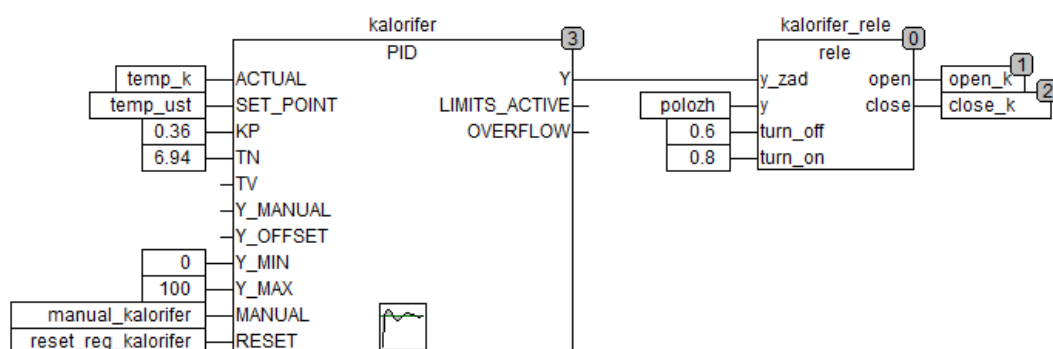 kalorifer
3
PID
temp_k ACTUAL Y
temp_ust SET_POINT LIMITS_ACTIVE
0.36 KP OVERFLOW
6.94 TN
TV
Y_MANUAL
Y_OFFSET
0 Y_MIN
100 Y_MAX
manual_kalorifer MANUAL
reset_reg_kalorifer RESET
kalorifer_rele
0
rele
y_zad open open_k 1
polozh y close close_k 2
0.6 turn_off
0.8 turn_on